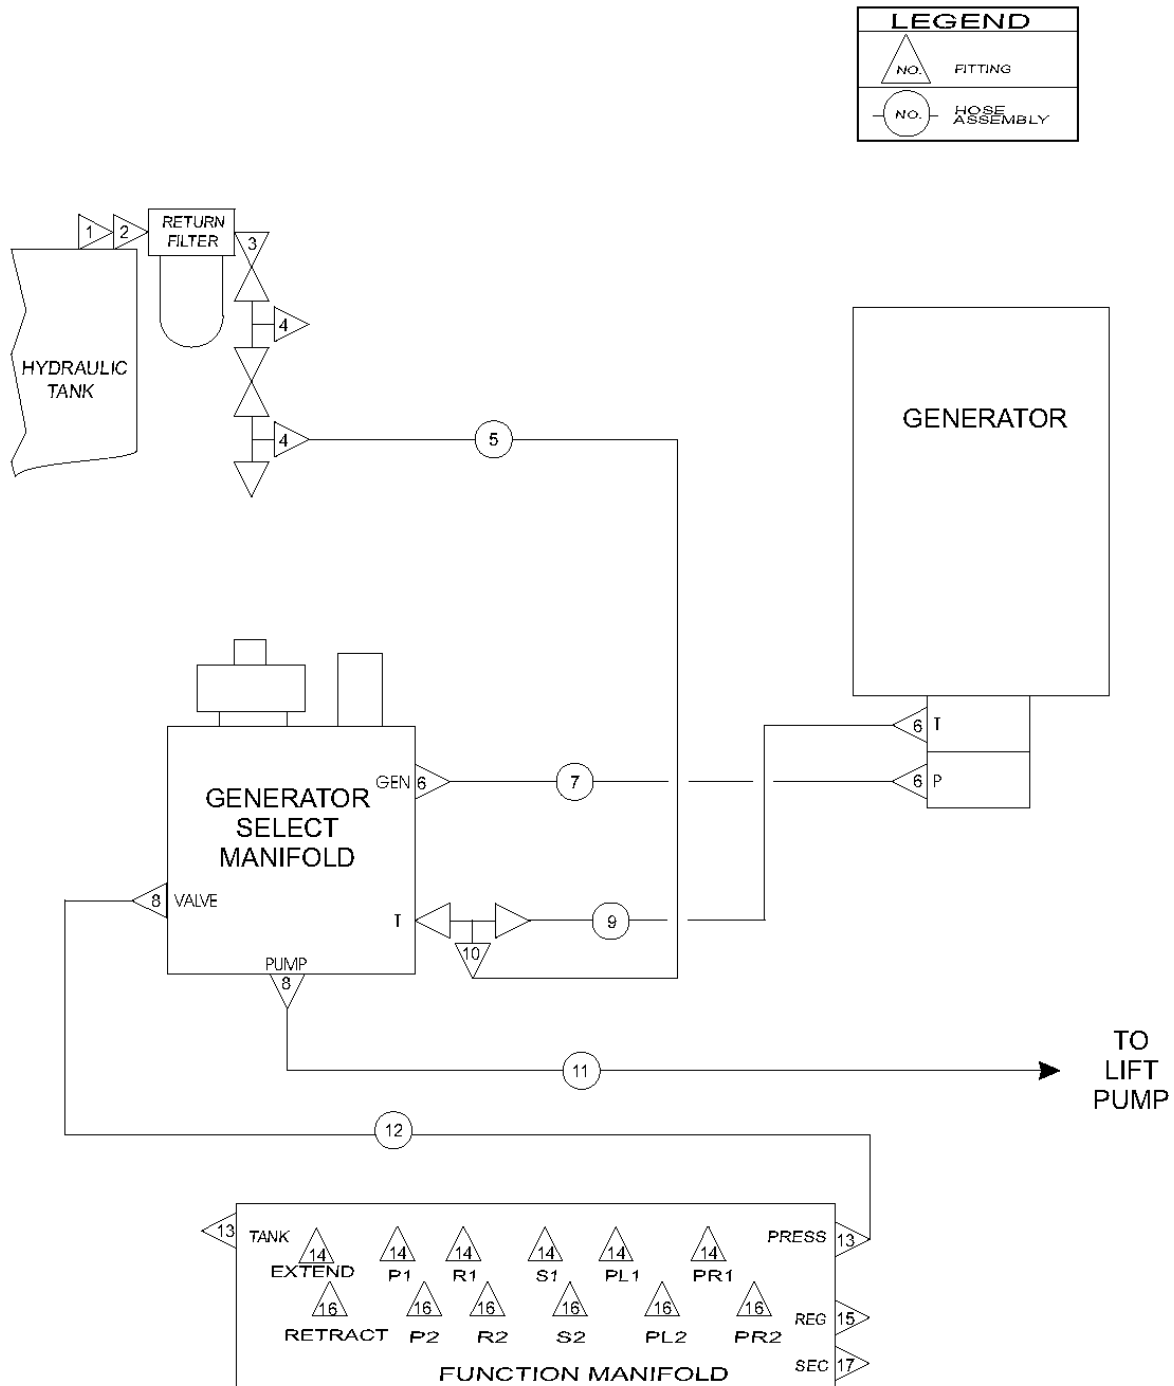 LEGEND
NO. FITTING
NO. HOSE
ASSEMBLY
1 2 RETURN
FILTER 3
4
HYDRAULIC
TANK
4 5
GENERATOR
6 T
GEN 6 7 6 P
GENERATOR
SELECT
MANIFOLD
8 VALVE
T 9
10
PUMP
8
TO
LIFT
PUMP
11
12
13 TANK PRESS 13
14 14 14 14 14 14
EXTEND P1 R1 S1 PL1 PR1
16 16 16 16 16 16
REG 15
RETRACT P2 R2 S2 PL2 PR2
SEC 17
FUNCTION MANIFOLD